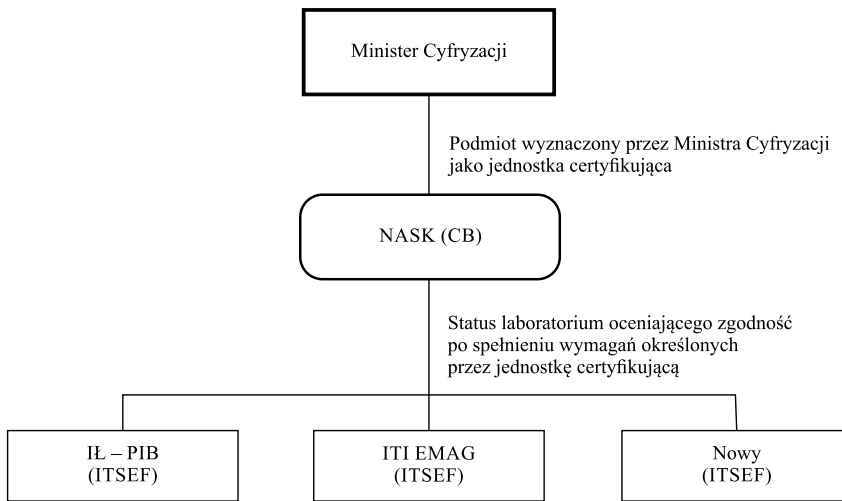 Minister Cyfryzacji
Podmiot wyznaczony przez Ministra Cyfryzacji
jako jednostka certyfikująca
NASK (CB)
Status laboratorium oceniającego zgodność
po spełnieniu wymagań określonych
przez jednostkę certyfikującą
IŁ – PIB
(ITSEF)
ITI EMAG
(ITSEF)
Nowy
(ITSEF)